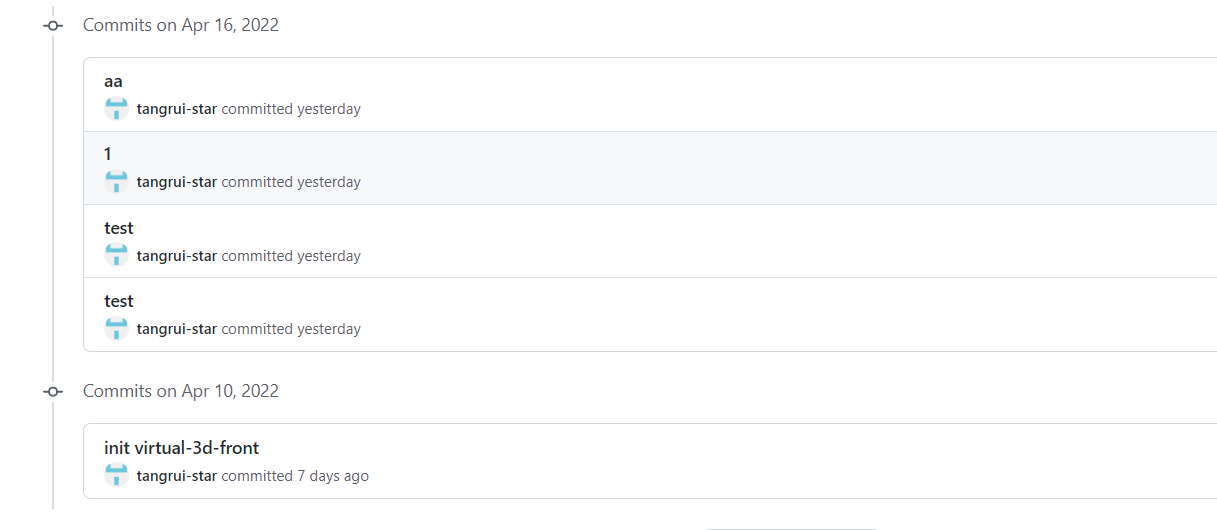 Commits on Apr 16, 2022
aa
tangrui-star committed yesterday
1
tangrui-star committed yesterday
test
tangrui-star committed yesterday
test
tangrui-star committed yesterday
Commits on Apr 10, 2022
init virtual-3d-front
tangrui-star committed 7 days ago